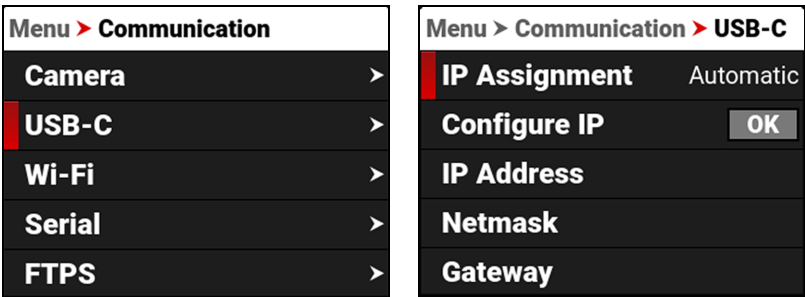 Menu ➤ Communication
Camera ➤
USB-C ➤
Wi-Fi ➤
Serial ➤
FTPS ➤
Menu ➤ Communication ➤ USB-C
IP Assignment Automatic
Configure IP OK
IP Address
Netmask
Gateway